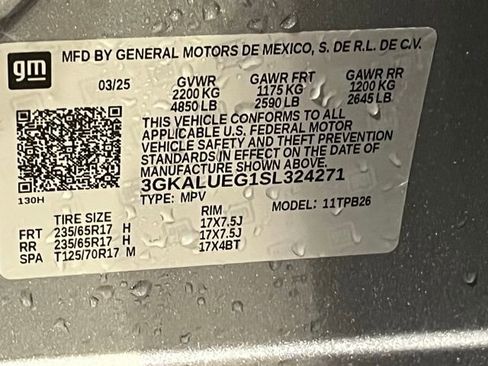 gm
MFD BY GENERAL MOTORS DE MEXICO, S. DE R.L. DE C.V.
03/25 GVWR GAWR FRT GAWR RR
2200 KG 1175 KG 1200 KG
4850 LB 2590 LB 2645 LB
THIS VEHICLE CONFORMS TO ALL
APPLICABLE U.S. FEDERAL MOTOR
VEHICLE SAFETY AND THEFT PREVENTION
STANDARDS IN EFFECT ON THE DATE OF
MANUFACTURE SHOWN ABOVE.
3GKALUEG1SL324271
130H
TYPE: MPV MODEL: 11TPB26
TIRE SIZE RIM
FRT 235/65R17 H 17X7.5J
RR 235/65R17 H 17X7.5J
SPA T125/70R17 M 17X4BT